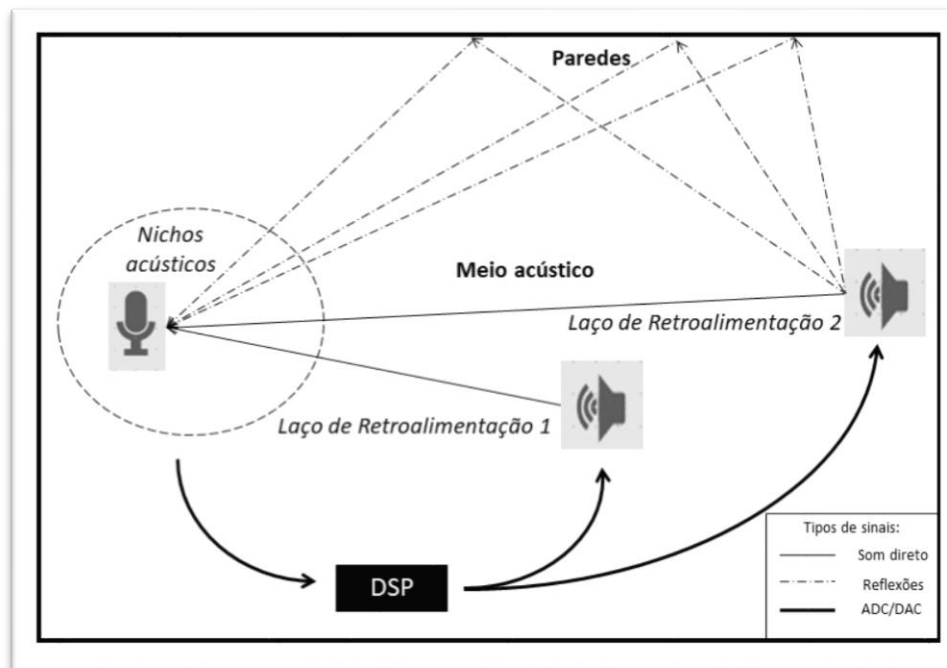 Paredes
Nichos
acústicos
Meio acústico
Laço de Retroalimentação 2
Laço de Retroalimentação 1
DSP
Tipos de sinais:
Som direto
Reflexões
ADC/DAC